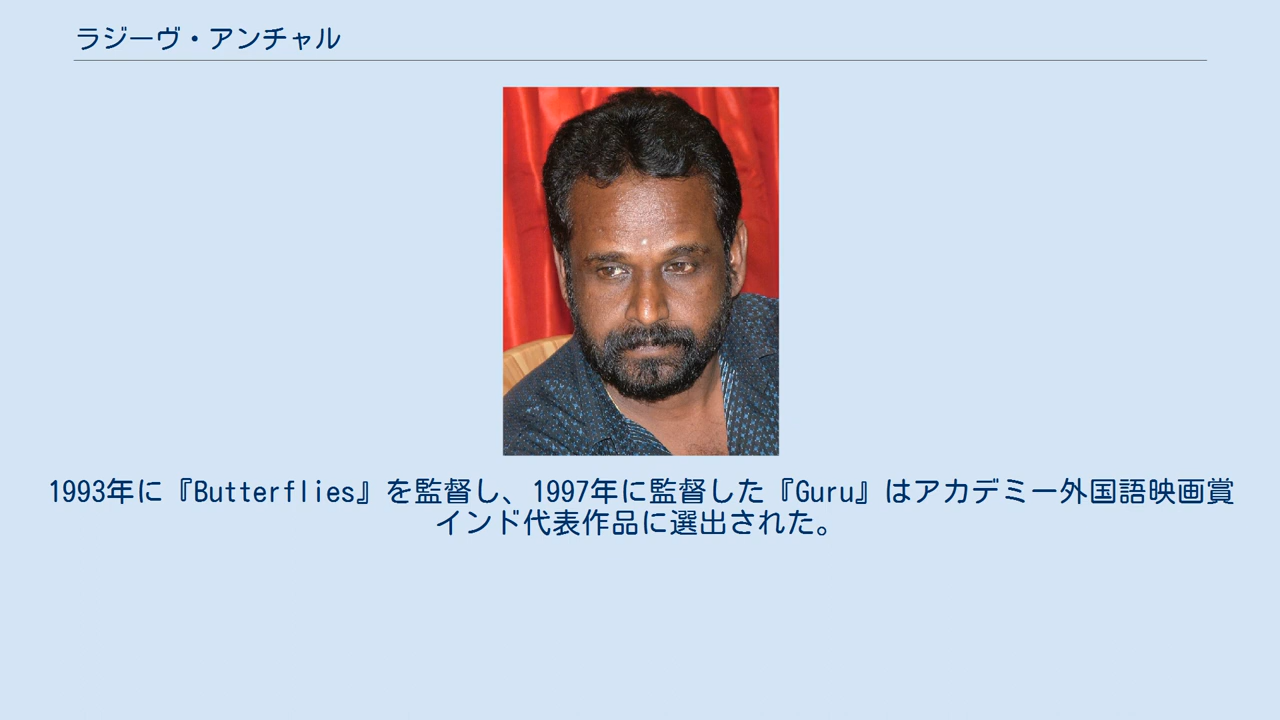 ラジーヴ・アンチャル
1993年に『Butterflies』を監督し、1997年に監督した『Guru』はアカデミー外国語映画賞
インド代表作品に選出された。